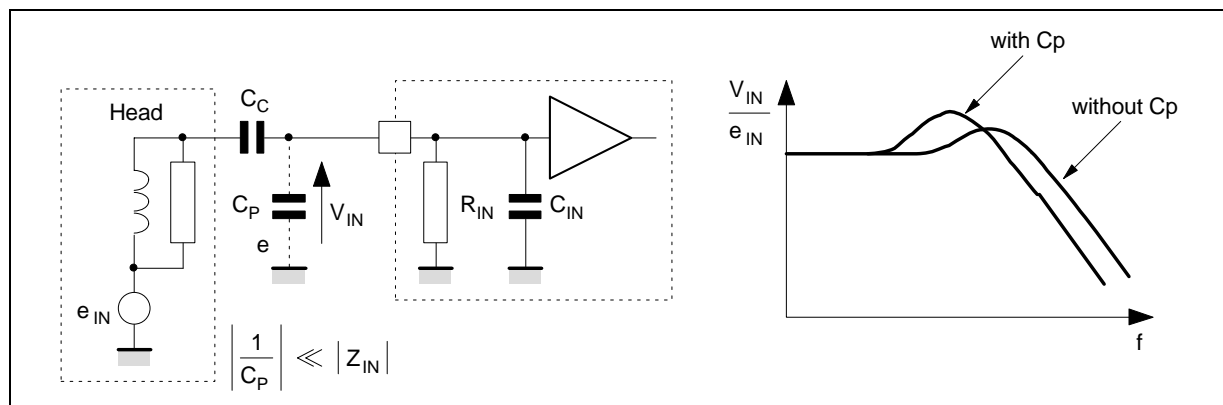 Head
C_C
C_P
e
V_IN
R_IN
C_IN
e_IN
|1/C_P| ≪ |Z_IN|
with Cp
without Cp
V_IN
e_IN
f